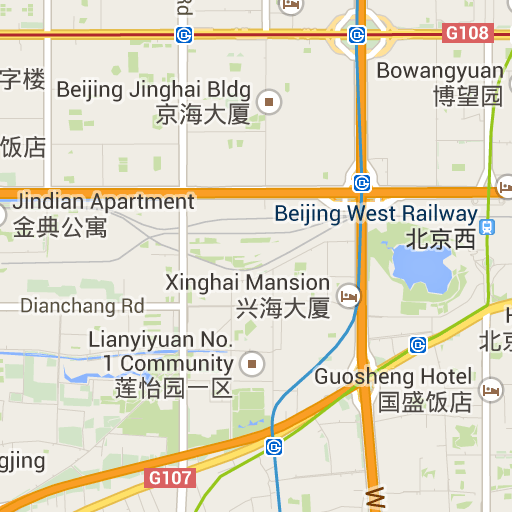 Rd
G108
字楼
Beijing Jinghai Bldg
京海大厦
Bowangyuan
博望园
饭店
Jindian Apartment
金典公寓
Beijing West Railway
北京西
Xinghai Mansion
兴海大厦
Dianchang Rd
H
北京
Lianyiyuan No.
1 Community
莲怡园一区
Guosheng Hotel
国盛饭店
gjing
G107
W